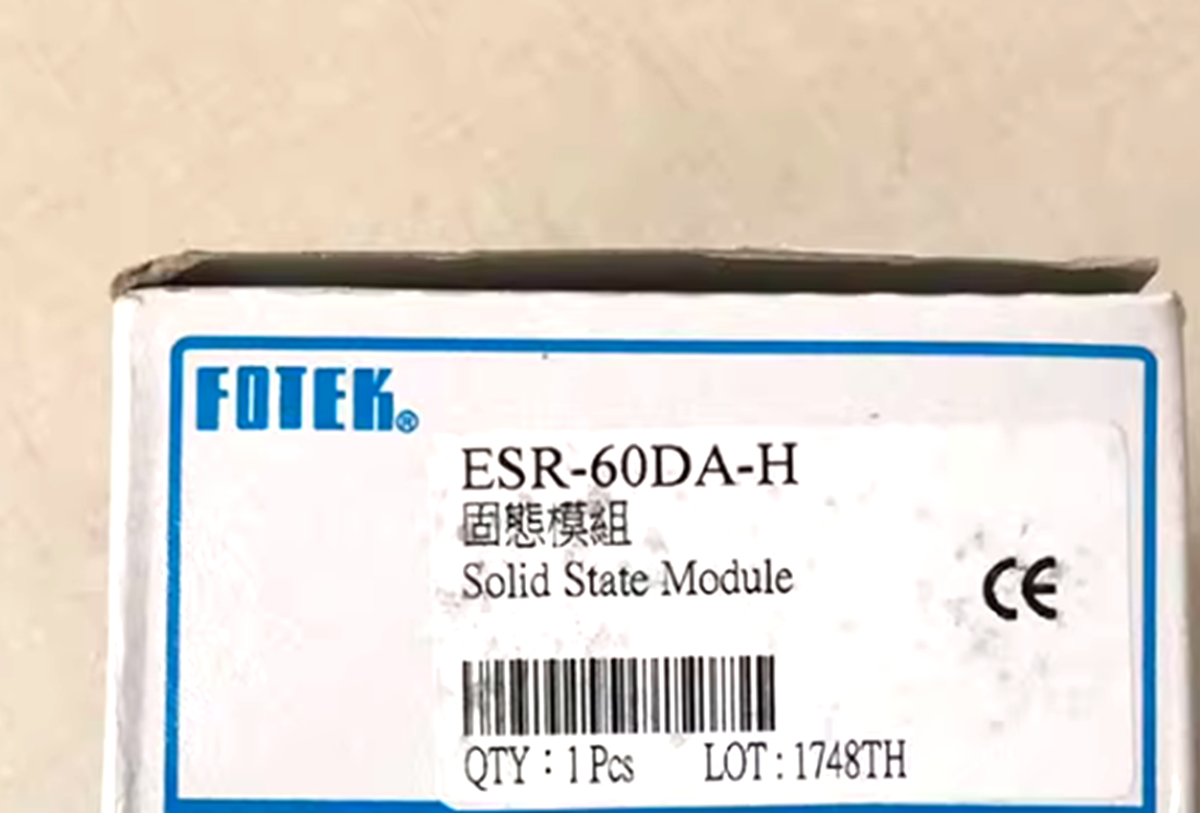 FOTEK®
ESR-60DA-H
固態模組
Solid State Module
CE
QTY：1 Pcs LOT : 1748TH